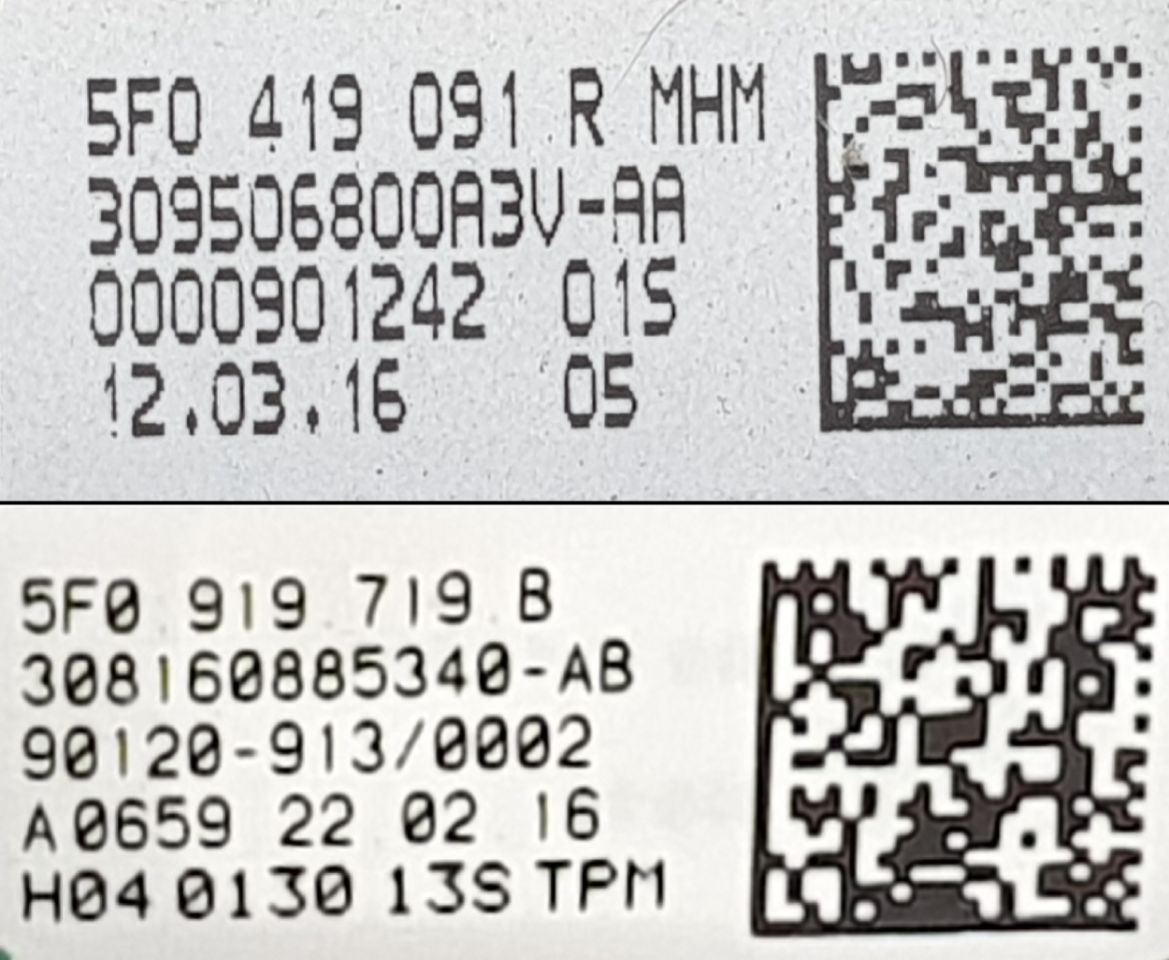 5F0 419 091 R MHM
309506800A3V-AA
0000901242 01S
12.03.16 05
5F0 919 719 B
308160885340-AB
90120-913/0002
A0659 22 02 16
H04 0130 13S TPM